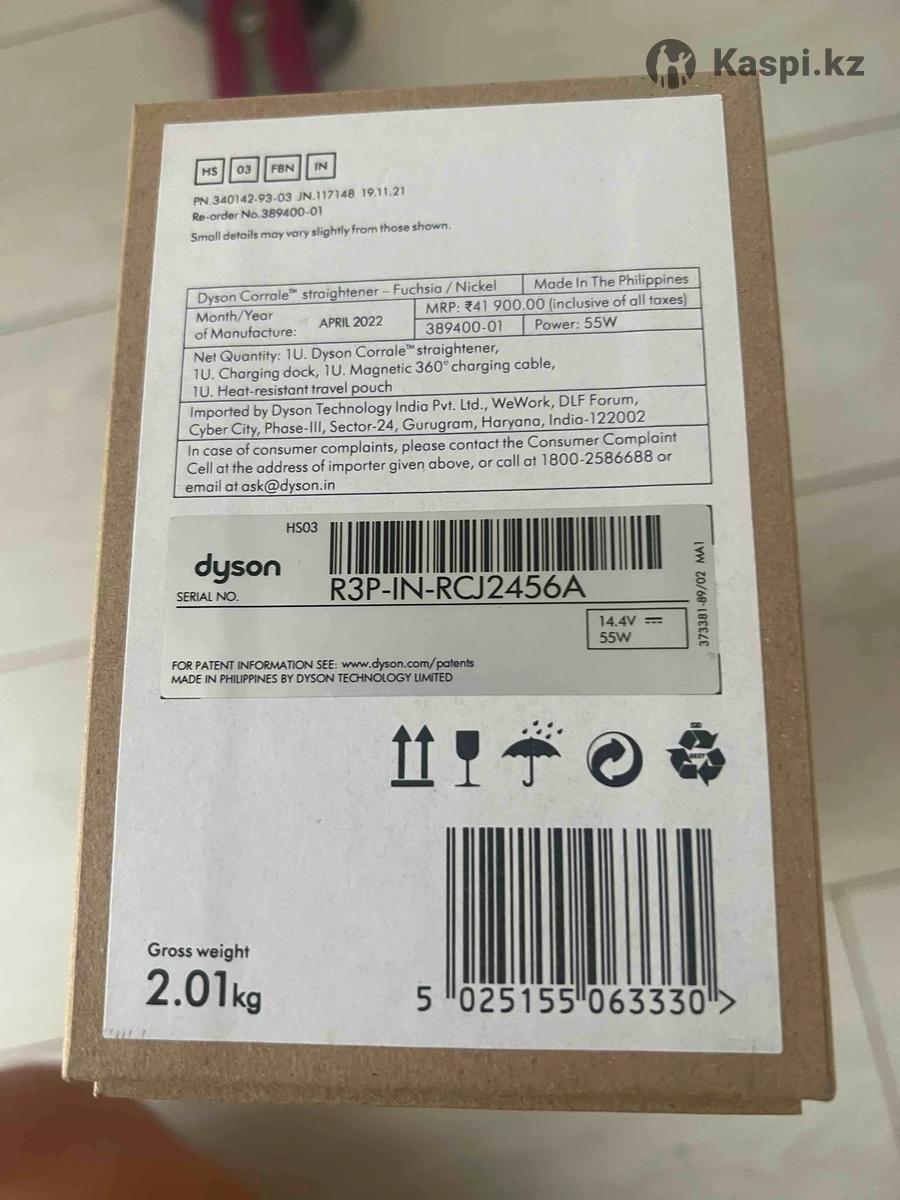 Kaspi.kz
HS 03 FBN IN
PN.340142-93-03 JN.117148 19.11.21
Re-order No.389400-01
Small details may vary slightly from those shown.
Dyson Corrale™ straightener – Fuchsia / Nickel Made In The Philippines
Month/Year
of Manufacture: APRIL 2022
MRP: ₹41 900.00 (inclusive of all taxes)
389400-01 Power: 55W
Net Quantity: 1U. Dyson Corrale™ straightener,
1U. Charging dock, 1U. Magnetic 360° charging cable,
1U. Heat-resistant travel pouch
Imported by Dyson Technology India Pvt. Ltd., WeWork, DLF Forum,
Cyber City, Phase-III, Sector-24, Gurugram, Haryana, India-122002
In case of consumer complaints, please contact the Consumer Complaint
Cell at the address of importer given above, or call at 1800-2586688 or
email at ask@dyson.in
HS03
dyson
SERIAL NO. R3P-IN-RCJ2456A
14.4V
55W
373381-89/02 MA1
FOR PATENT INFORMATION SEE: www.dyson.com/patents
MADE IN PHILIPPINES BY DYSON TECHNOLOGY LIMITED
Gross weight
2.01kg
5 025155 063330 >